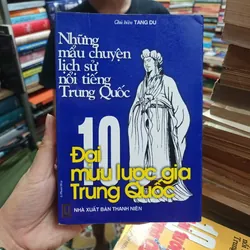 Chủ biên TANG DU
Những
mẩu chuyện
lịch sử
nổi tiếng
Trung Quốc
10
Đại
mưu lược gia
Trung Quốc
NHÀ XUẤT BẢN THANH NIÊN